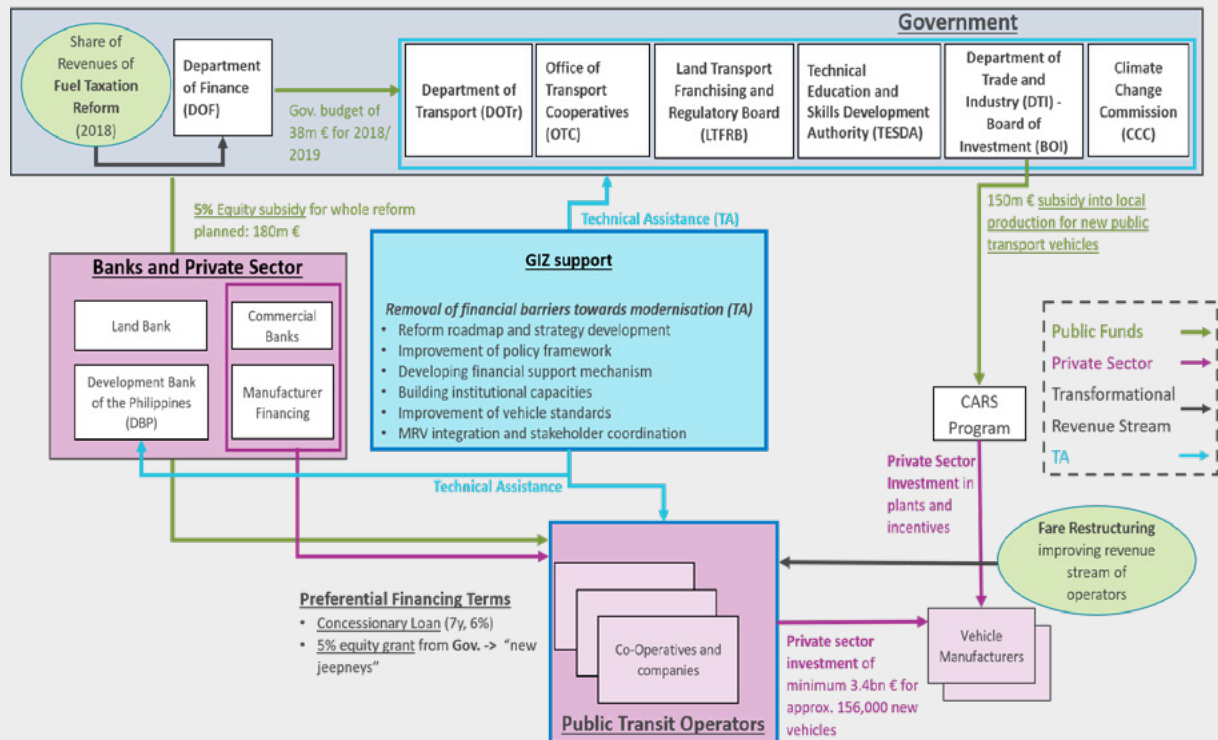 Government
Share of
Revenues of
Fuel Taxation
Reform
(2018)
Department
of Finance
(DOF)
Gov. budget of
38m € for 2018/
2019
Department of
Transport (DOTr)
Office of
Transport
Cooperatives
(OTC)
Land Transport
Franchising and
Regulatory Board
(LTFRB)
Technical
Education and
Skills Development
Authority (TESDA)
Department of
Trade and
Industry (DTI) -
Board of
Investment (BOI)
Climate
Change
Commission
(CCC)
5% Equity subsidy for whole reform
planned: 180m €
Technical Assistance (TA)
150m € subsidy into local
production for new public
transport vehicles
Banks and Private Sector
Land Bank
Commercial
Banks
Development Bank
of the Philippines
(DBP)
Manufacturer
Financing
GIZ support
Removal of financial barriers towards modernisation (TA)
• Reform roadmap and strategy development
• Improvement of policy framework
• Developing financial support mechanism
• Building institutional capacities
• Improvement of vehicle standards
• MRV integration and stakeholder coordination
Technical Assistance
Public Funds
Private Sector
Transformational
Revenue Stream
TA
CARS
Program
Private Sector
Investment in
plants and
incentives
Fare Restructuring
improving revenue
stream of
operators
Preferential Financing Terms
• Concessionary Loan (7y, 6%)
• 5% equity grant from Gov. -> “new
jeepneys”
Co-Operatives and
companies
Public Transit Operators
Private sector
investment of
minimum 3.4bn € for
approx. 156,000 new
vehicles
Vehicle
Manufacturers